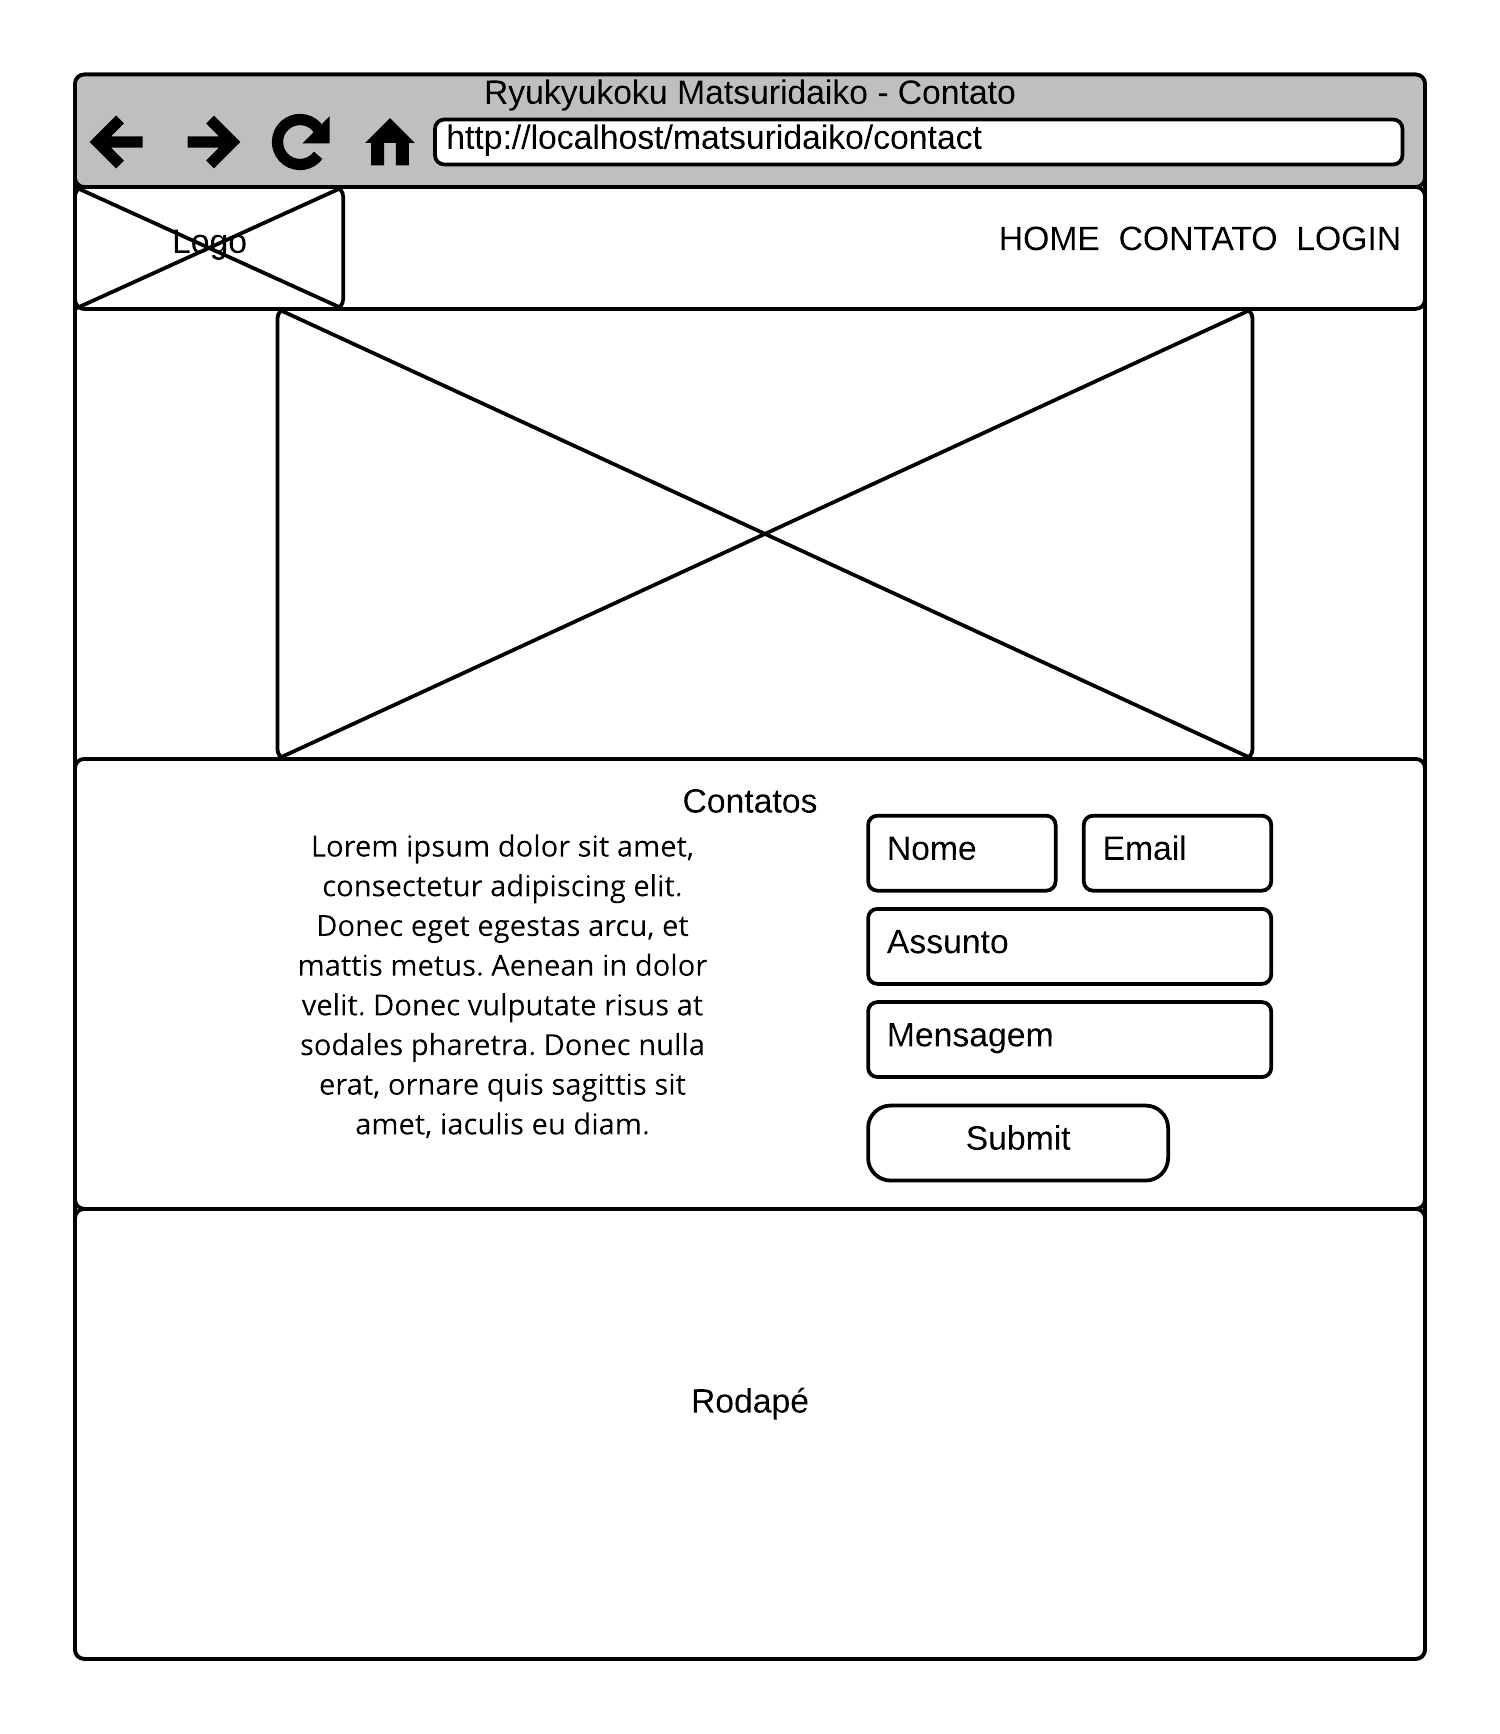 Ryukyukoku Matsuridaiko - Contato
http://localhost/matsuridaiko/contact
Logo
HOME CONTATO LOGIN
Contatos
Lorem ipsum dolor sit amet,
consectetur adipiscing elit.
Donec eget egestas arcu, et
mattis metus. Aenean in dolor
velit. Donec vulputate risus at
sodales pharetra. Donec nulla
erat, ornare quis sagittis sit
amet, iaculis eu diam.
Nome
Email
Assunto
Mensagem
Submit
Rodapé